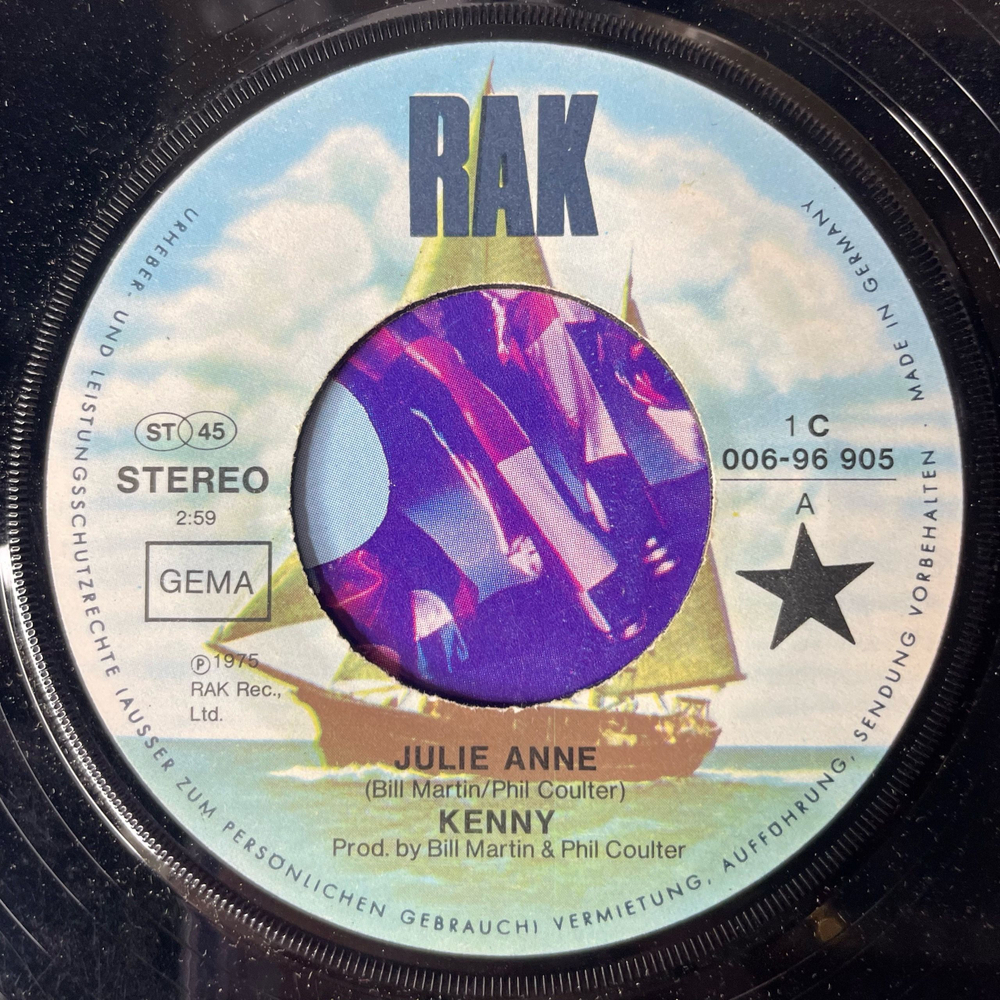 RAK
ST 45
STEREO
2:59
GEMA
℗ 1975
RAK Rec.,
Ltd.
1 C
006-96 905
A
JULIE ANNE
(Bill Martin/Phil Coulter)
KENNY
Prod. by Bill Martin & Phil Coulter
URHEBER- UND LEISTUNGSSCHUTZRECHTE (AUSSER ZUM PERSÖNLICHEN GEBRAUCH) VERMIETUNG, AUFFÜHRUNG, SENDUNG VORBEHALTEN MADE IN GERMANY